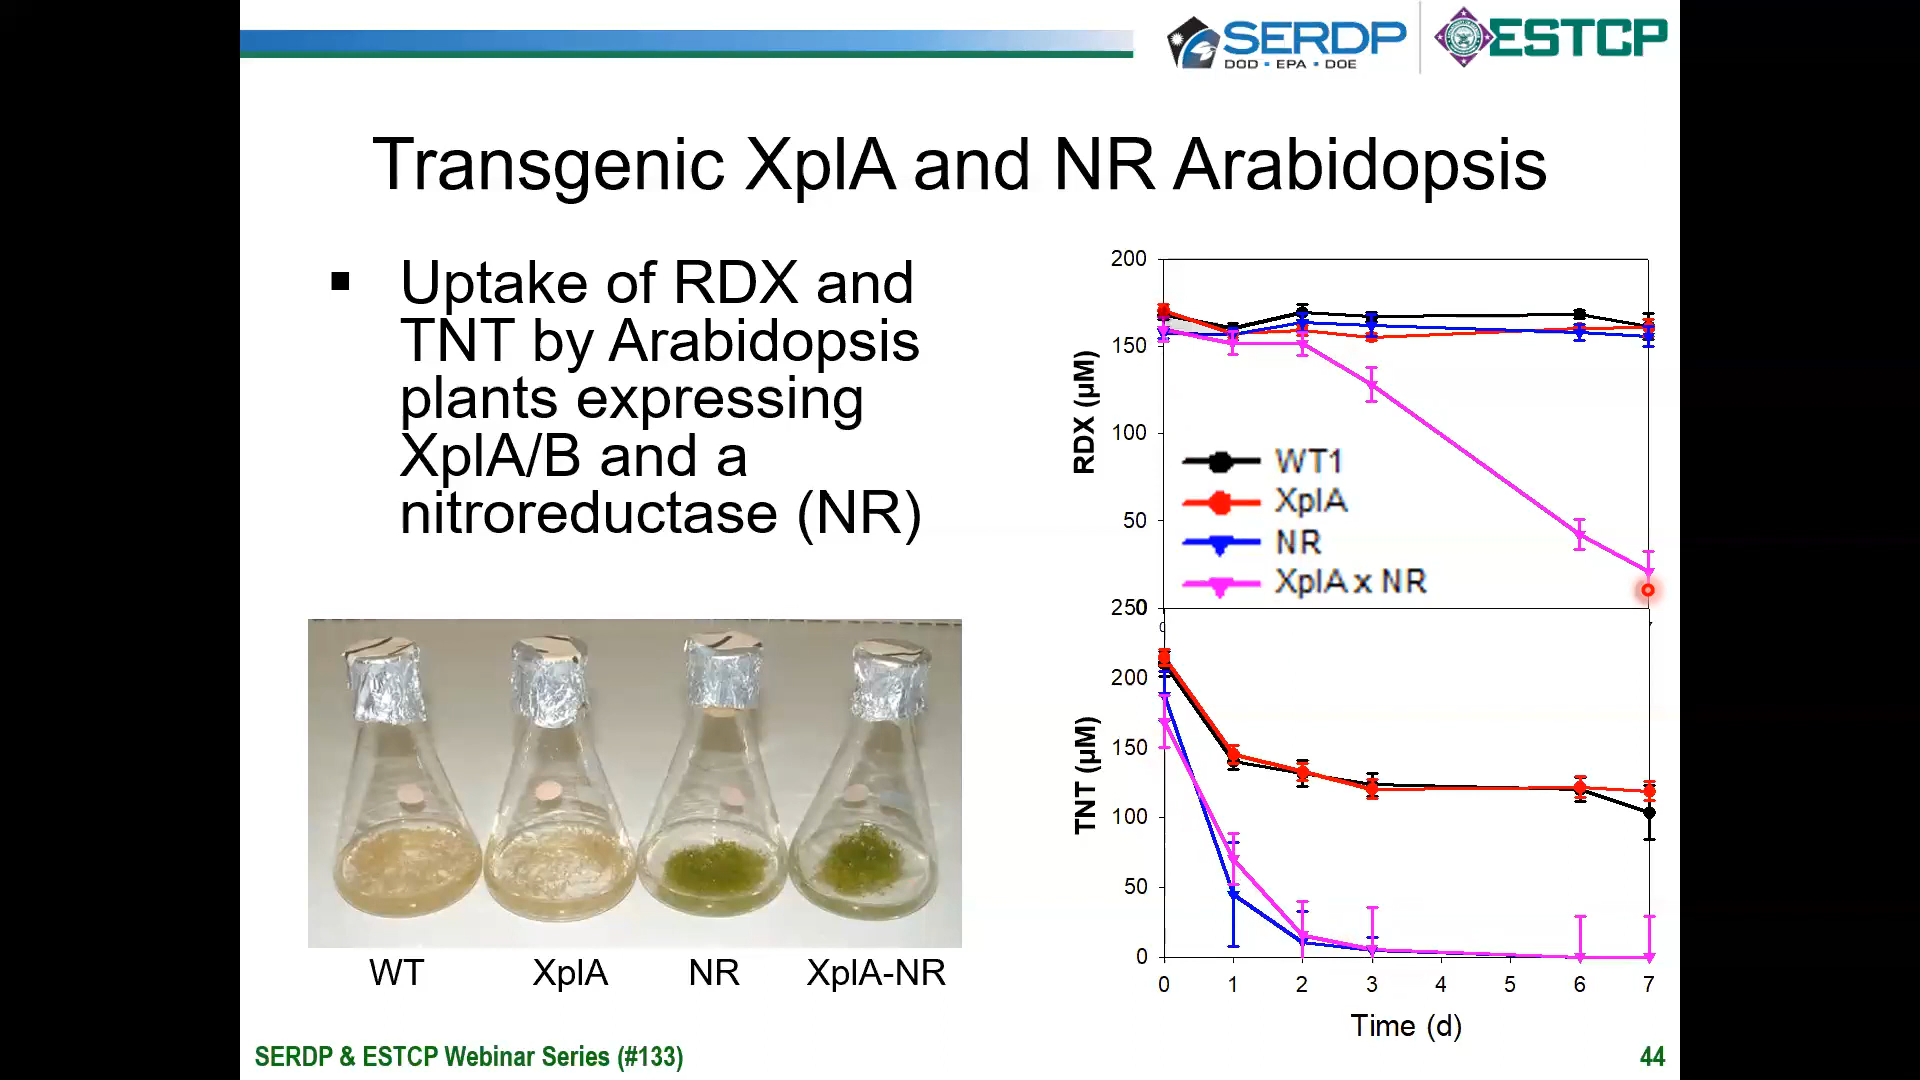 SERDP
DOD • EPA • DOE
ESTCP
Transgenic XplA and NR Arabidopsis
▪ Uptake of RDX and
TNT by Arabidopsis
plants expressing
XplA/B and a
nitroreductase (NR)
WT
XplA
NR
XplA-NR
200
150
100
50
0
RDX (µM)
WT1
XplA
NR
XplA x NR
250
200
150
100
50
0
TNT (µM)
0 1 2 3 4 5 6 7
Time (d)
SERDP & ESTCP Webinar Series (#133)
44